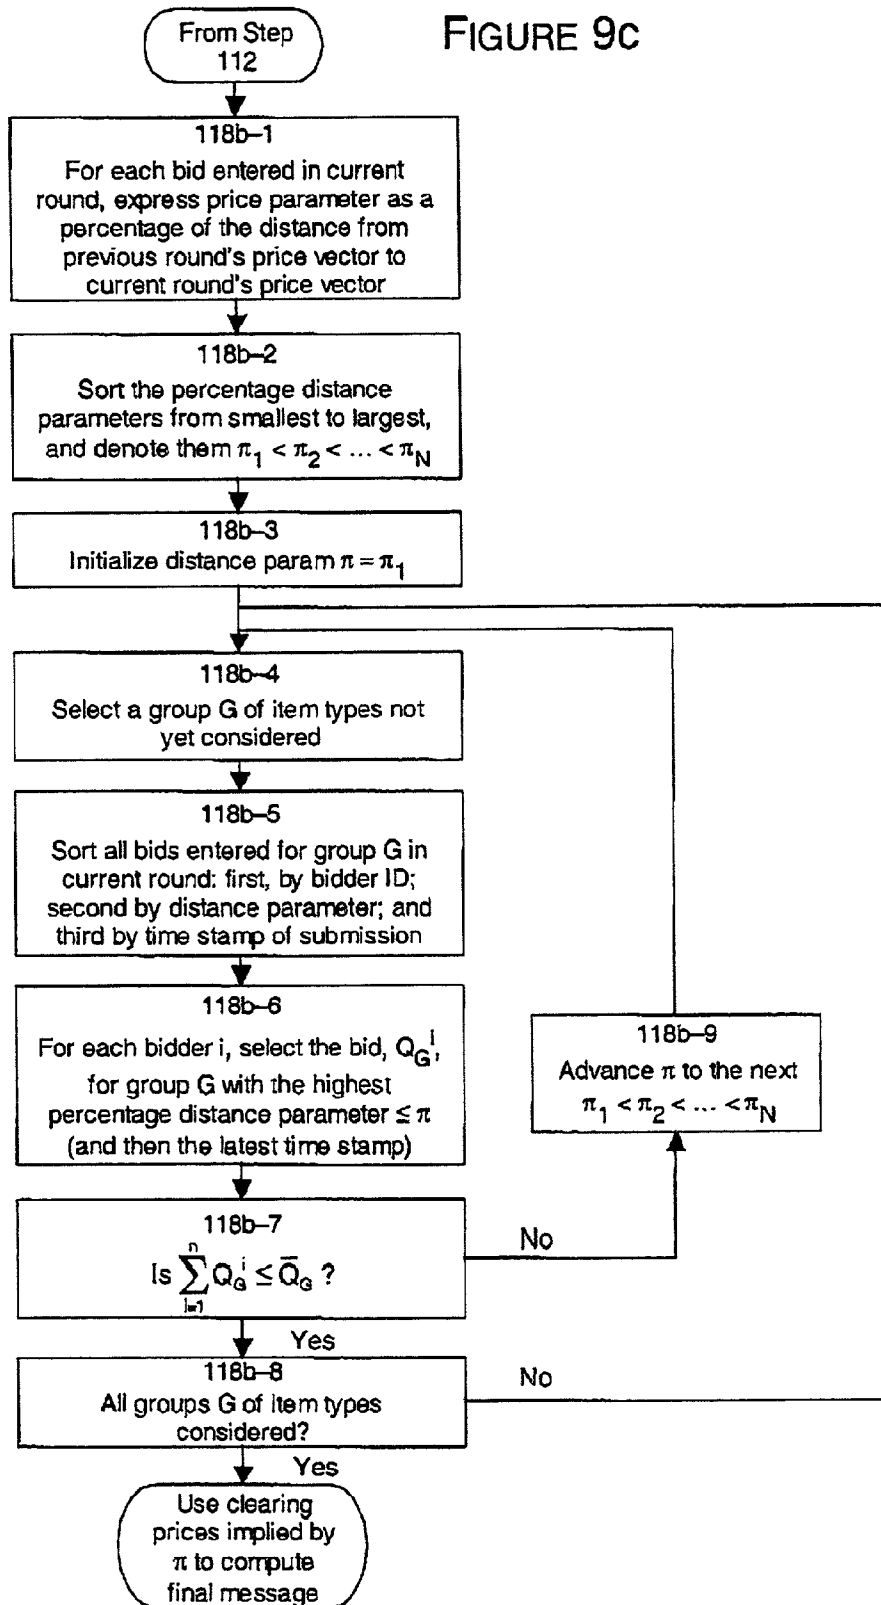 From Step
112
FIGURE 9c
118b–1
For each bid entered in current
round, express price parameter as a
percentage of the distance from
previous round's price vector to
current round's price vector
118b–2
Sort the percentage distance
parameters from smallest to largest,
and denote them π₁ < π₂ < ... < π_N
118b–3
Initialize distance param π = π₁
118b–4
Select a group G of item types not
yet considered
118b–5
Sort all bids entered for group G in
current round: first, by bidder ID;
second by distance parameter; and
third by time stamp of submission
118b–6
For each bidder i, select the bid, Q_G^i,
for group G with the highest
percentage distance parameter ≤ π
(and then the latest time stamp)
118b–9
Advance π to the next
π₁ < π₂ < ... < π_N
118b–7
Is ∑_{i=1}^{n} Q_G^i ≤ Q̅_G ?
No
Yes
118b–8
All groups G of item types
considered?
No
Yes
Use clearing
prices implied by
π to compute
final message